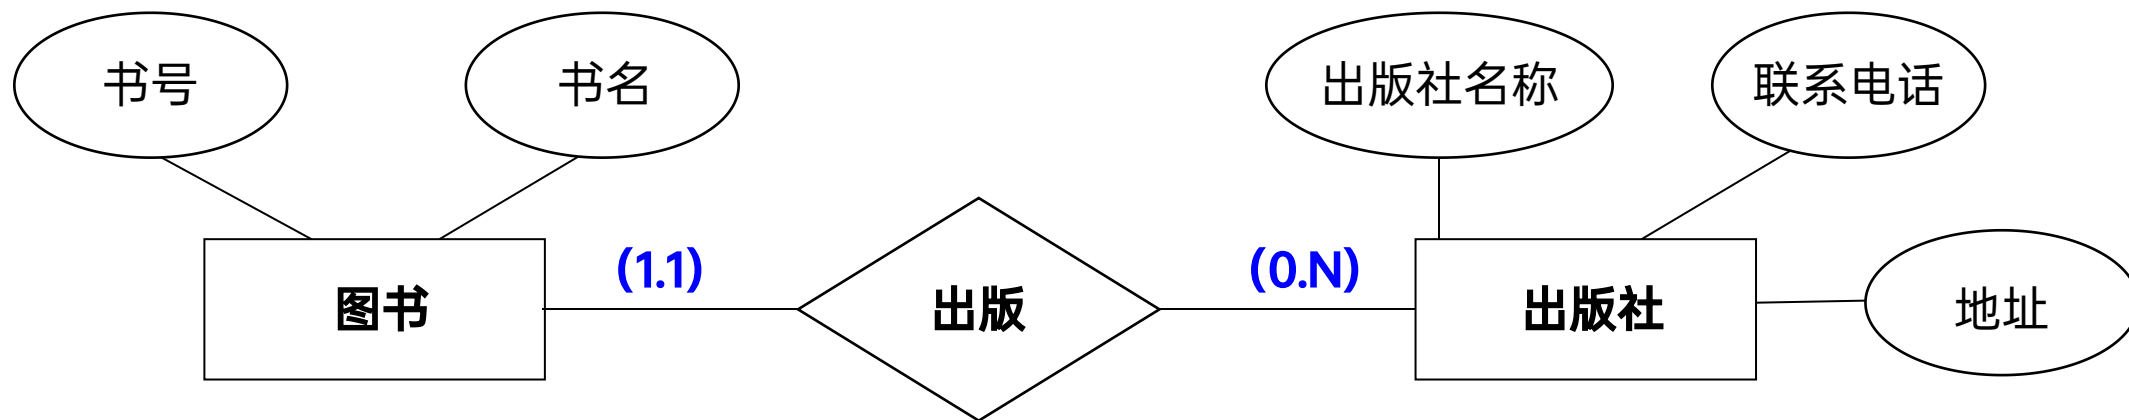 书号
书名
出版社名称
联系电话
(1.1)
(0.N)
图书
出版
出版社
地址